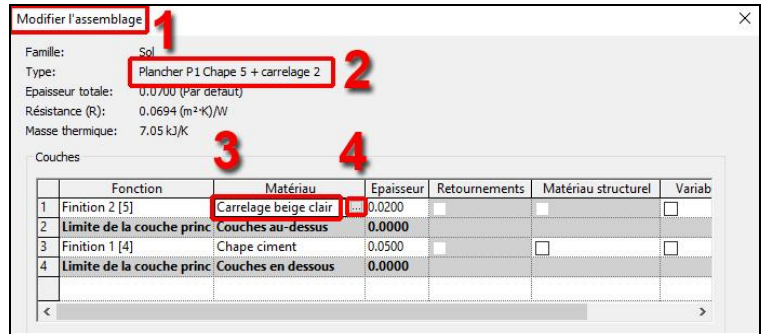 Modifier l'assemblage
1
Famille: Sol
Type: Plancher P1 Chape 5 + carrelage 2
2
Epaisseur totale: 0.0700 (Par défaut)
Résistance (R): 0.0694 (m²·K)/W
Masse thermique: 7.05 kJ/K
3
4
Couches
Fonction Matériau Epaisseur Retournements Matériau structurel Variab
1 Finition 2 [5] Carrelage beige clair ... 0.0200
2 Limite de la couche princ Couches au-dessus 0.0000
3 Finition 1 [4] Chape ciment 0.0500
4 Limite de la couche princ Couches en dessous 0.0000